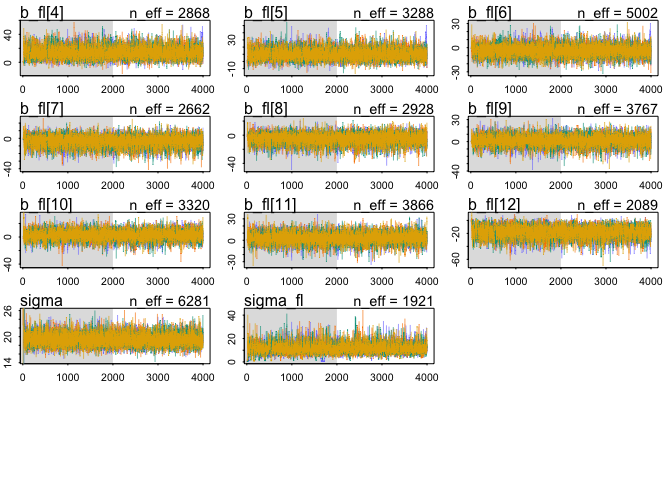 b_fl[4] n_eff = 2868 b_fl[5] n_eff = 3288 b_fl[6] n_eff = 5002
0 40
-10 30
-30 0 30
0 1000 2000 3000 4000 0 1000 2000 3000 4000 0 1000 2000 3000 4000
b_fl[7] n_eff = 2662 b_fl[8] n_eff = 2928 b_fl[9] n_eff = 3767
-40 0
-40 0
-40 0 30
0 1000 2000 3000 4000 0 1000 2000 3000 4000 0 1000 2000 3000 4000
b_fl[10] n_eff = 3320 b_fl[11] n_eff = 3866 b_fl[12] n_eff = 2089
-40 0
-30 0 30
-60 -20
0 1000 2000 3000 4000 0 1000 2000 3000 4000 0 1000 2000 3000 4000
sigma n_eff = 6281 sigma_fl n_eff = 1921
14 20 26
0 20 40
0 1000 2000 3000 4000 0 1000 2000 3000 4000